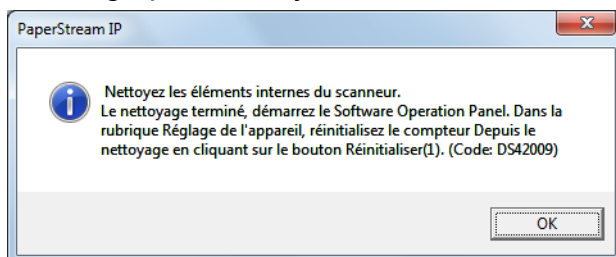 PaperStream IP
Nettoyez les éléments internes du scanneur.
Le nettoyage terminé, démarrez le Software Operation Panel. Dans la
rubrique Réglage de l'appareil, réinitialisez le compteur Depuis le
nettoyage en cliquant sur le bouton Réinitialiser(1). (Code: DS42009)
OK